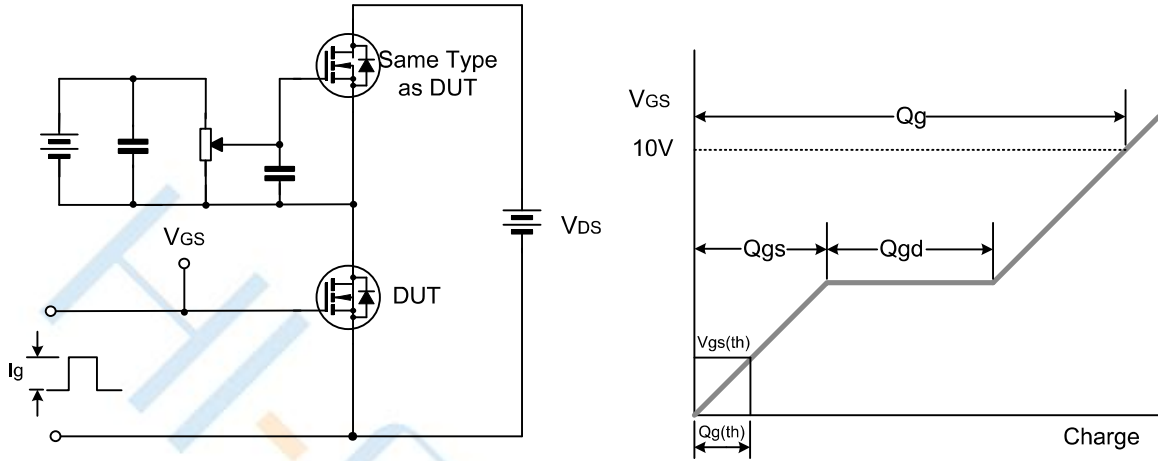 Same Type
as DUT
VGS
VDS
DUT
Ig
VGS
10V
Qg
Qgs
Qgd
Vgs(th)
Qg(th)
Charge